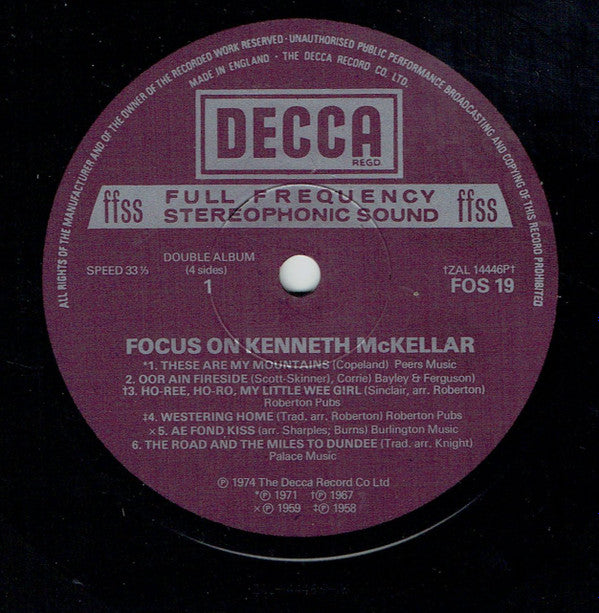 ALL RIGHTS OF THE MANUFACTURER AND OF THE OWNER OF THE RECORDED WORK RESERVED · UNAUTHORISED PUBLIC PERFORMANCE BROADCASTING AND COPYING OF THIS RECORD PROHIBITED
MADE IN ENGLAND · THE DECCA RECORD CO. LTD.
DECCA
REGD.
ffss FULL FREQUENCY STEREOPHONIC SOUND ffss
SPEED 33⅓
DOUBLE ALBUM
(4 sides)
1
†ZAL 14446P†
FOS 19
FOCUS ON KENNETH McKELLAR
*1. THESE ARE MY MOUNTAINS (Copeland) Peers Music
2. OOR AIN FIRESIDE (Scott-Skinner), Corrie) Bayley & Ferguson)
†3. HO-REE, HO-RO, MY LITTLE WEE GIRL (Sinclair, arr. Roberton)
Roberton Pubs
‡4. WESTERING HOME (Trad. arr. Roberton) Roberton Pubs
×5. AE FOND KISS (arr. Sharples; Burns) Burlington Music
6. THE ROAD AND THE MILES TO DUNDEE (Trad. arr. Knight)
Palace Music
℗ 1974 The Decca Record Co Ltd
*℗ 1971 †℗ 1967
×℗ 1959 ‡℗ 1958